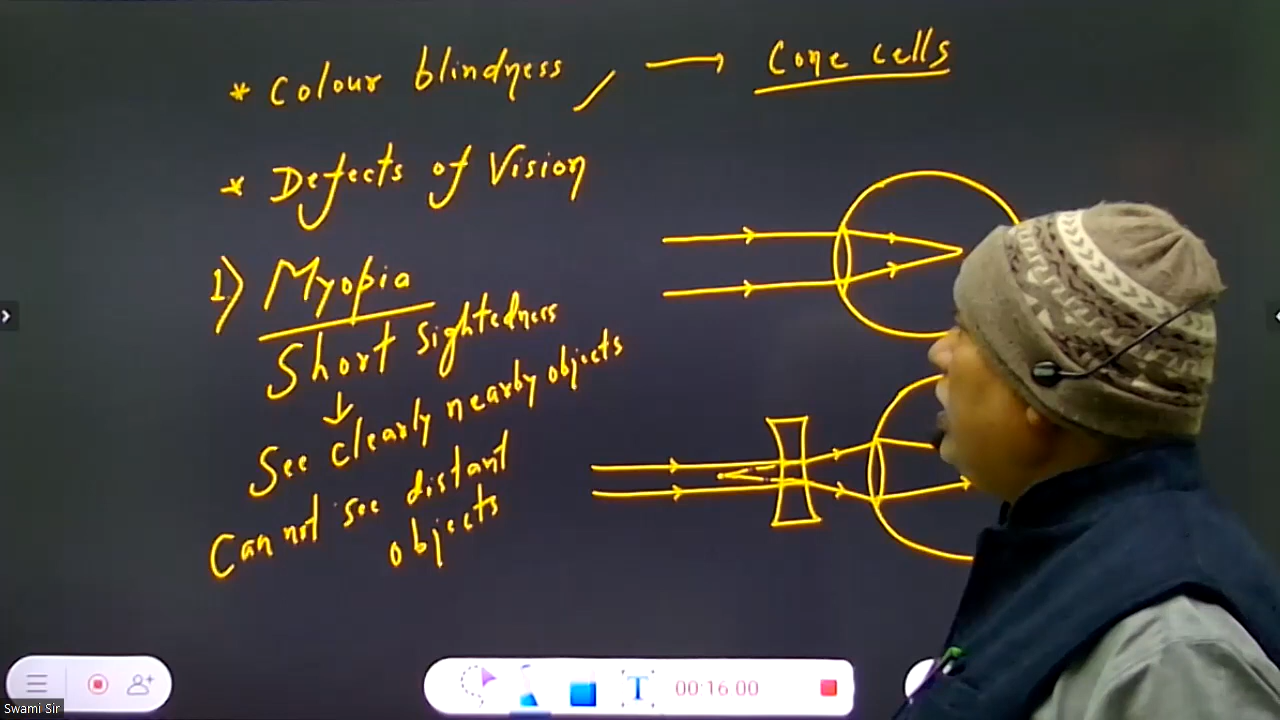 * Colour blindness → Cone cells
* Defects of Vision
1) Myopia
Short sightedness
↓
See clearly nearby objects
Can not see distant
objects
T 00:16:00
Swami Sir